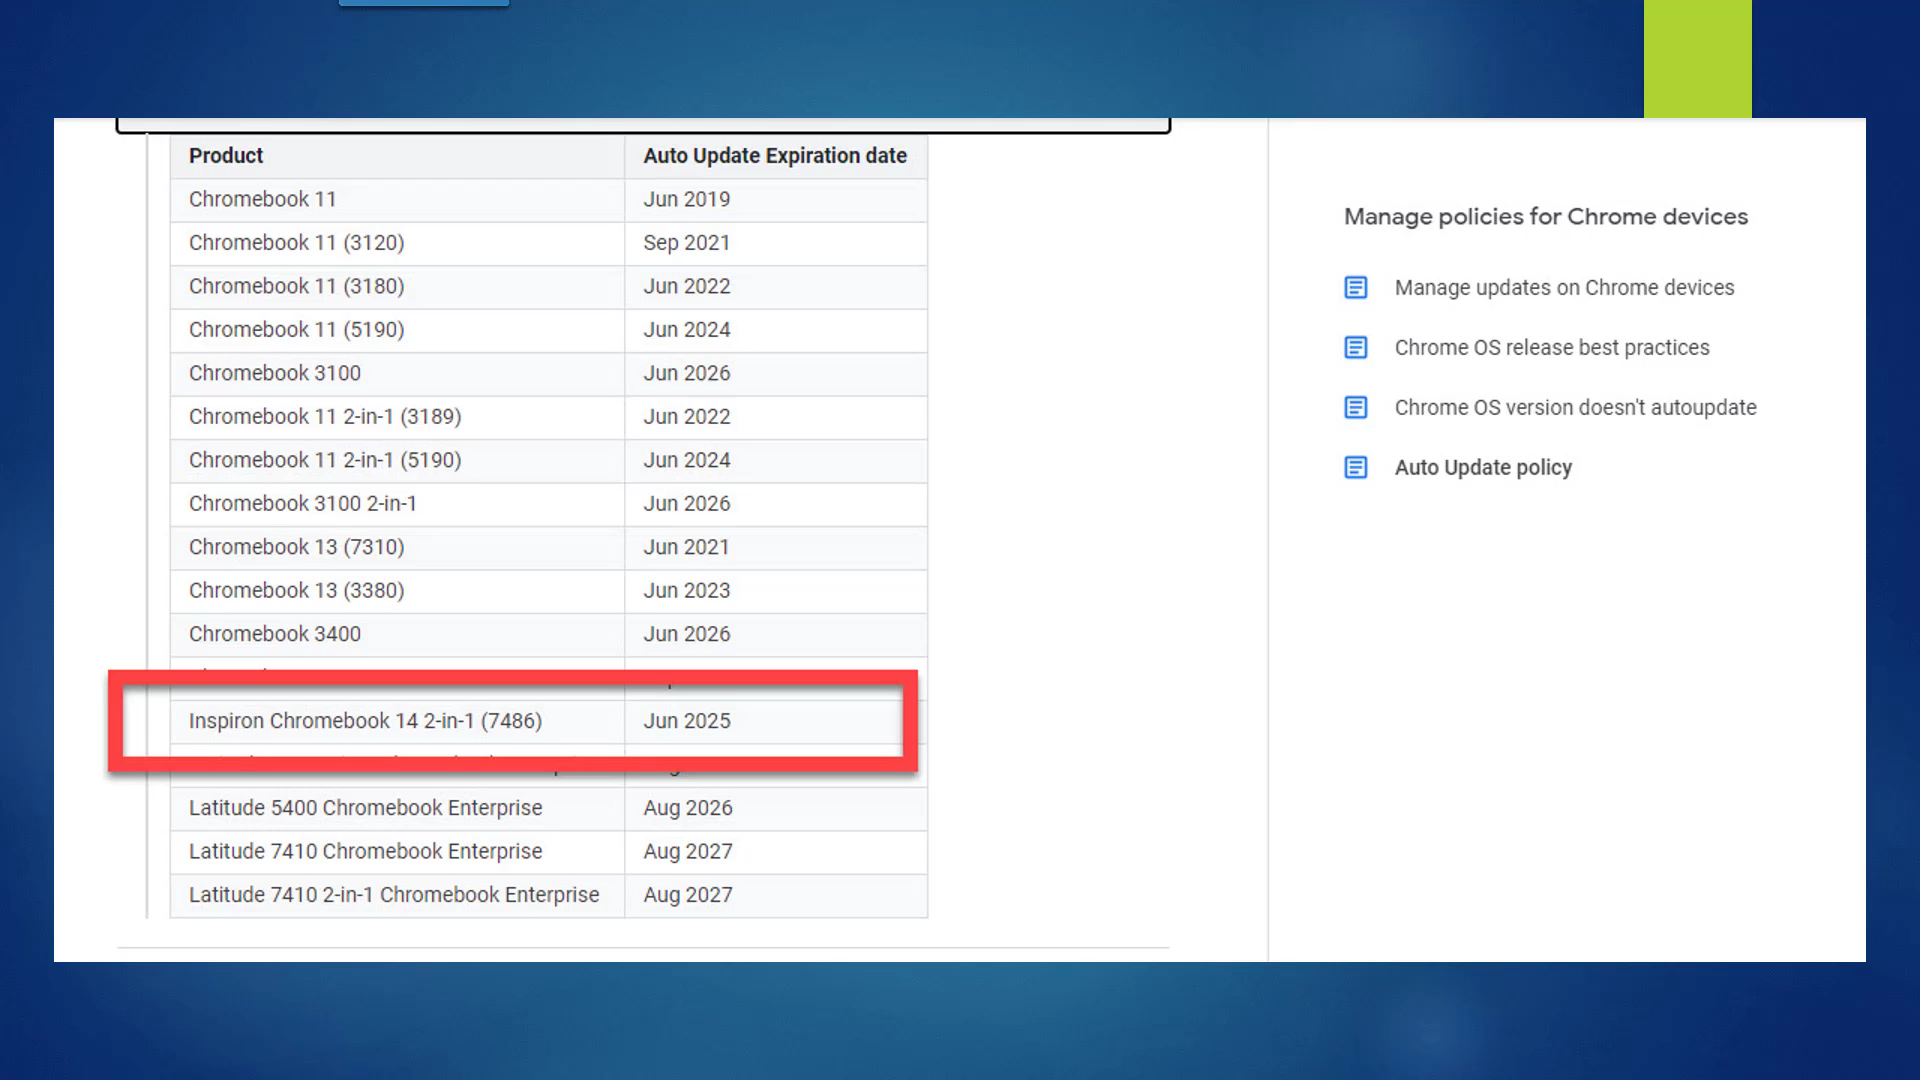 Product Auto Update Expiration date
Chromebook 11 Jun 2019
Chromebook 11 (3120) Sep 2021
Chromebook 11 (3180) Jun 2022
Chromebook 11 (5190) Jun 2024
Chromebook 3100 Jun 2026
Chromebook 11 2-in-1 (3189) Jun 2022
Chromebook 11 2-in-1 (5190) Jun 2024
Chromebook 3100 2-in-1 Jun 2026
Chromebook 13 (7310) Jun 2021
Chromebook 13 (3380) Jun 2023
Chromebook 3400 Jun 2026
Inspiron Chromebook 14 2-in-1 (7486) Jun 2025
Latitude 5400 Chromebook Enterprise Aug 2026
Latitude 7410 Chromebook Enterprise Aug 2027
Latitude 7410 2-in-1 Chromebook Enterprise Aug 2027
Manage policies for Chrome devices
Manage updates on Chrome devices
Chrome OS release best practices
Chrome OS version doesn't autoupdate
Auto Update policy